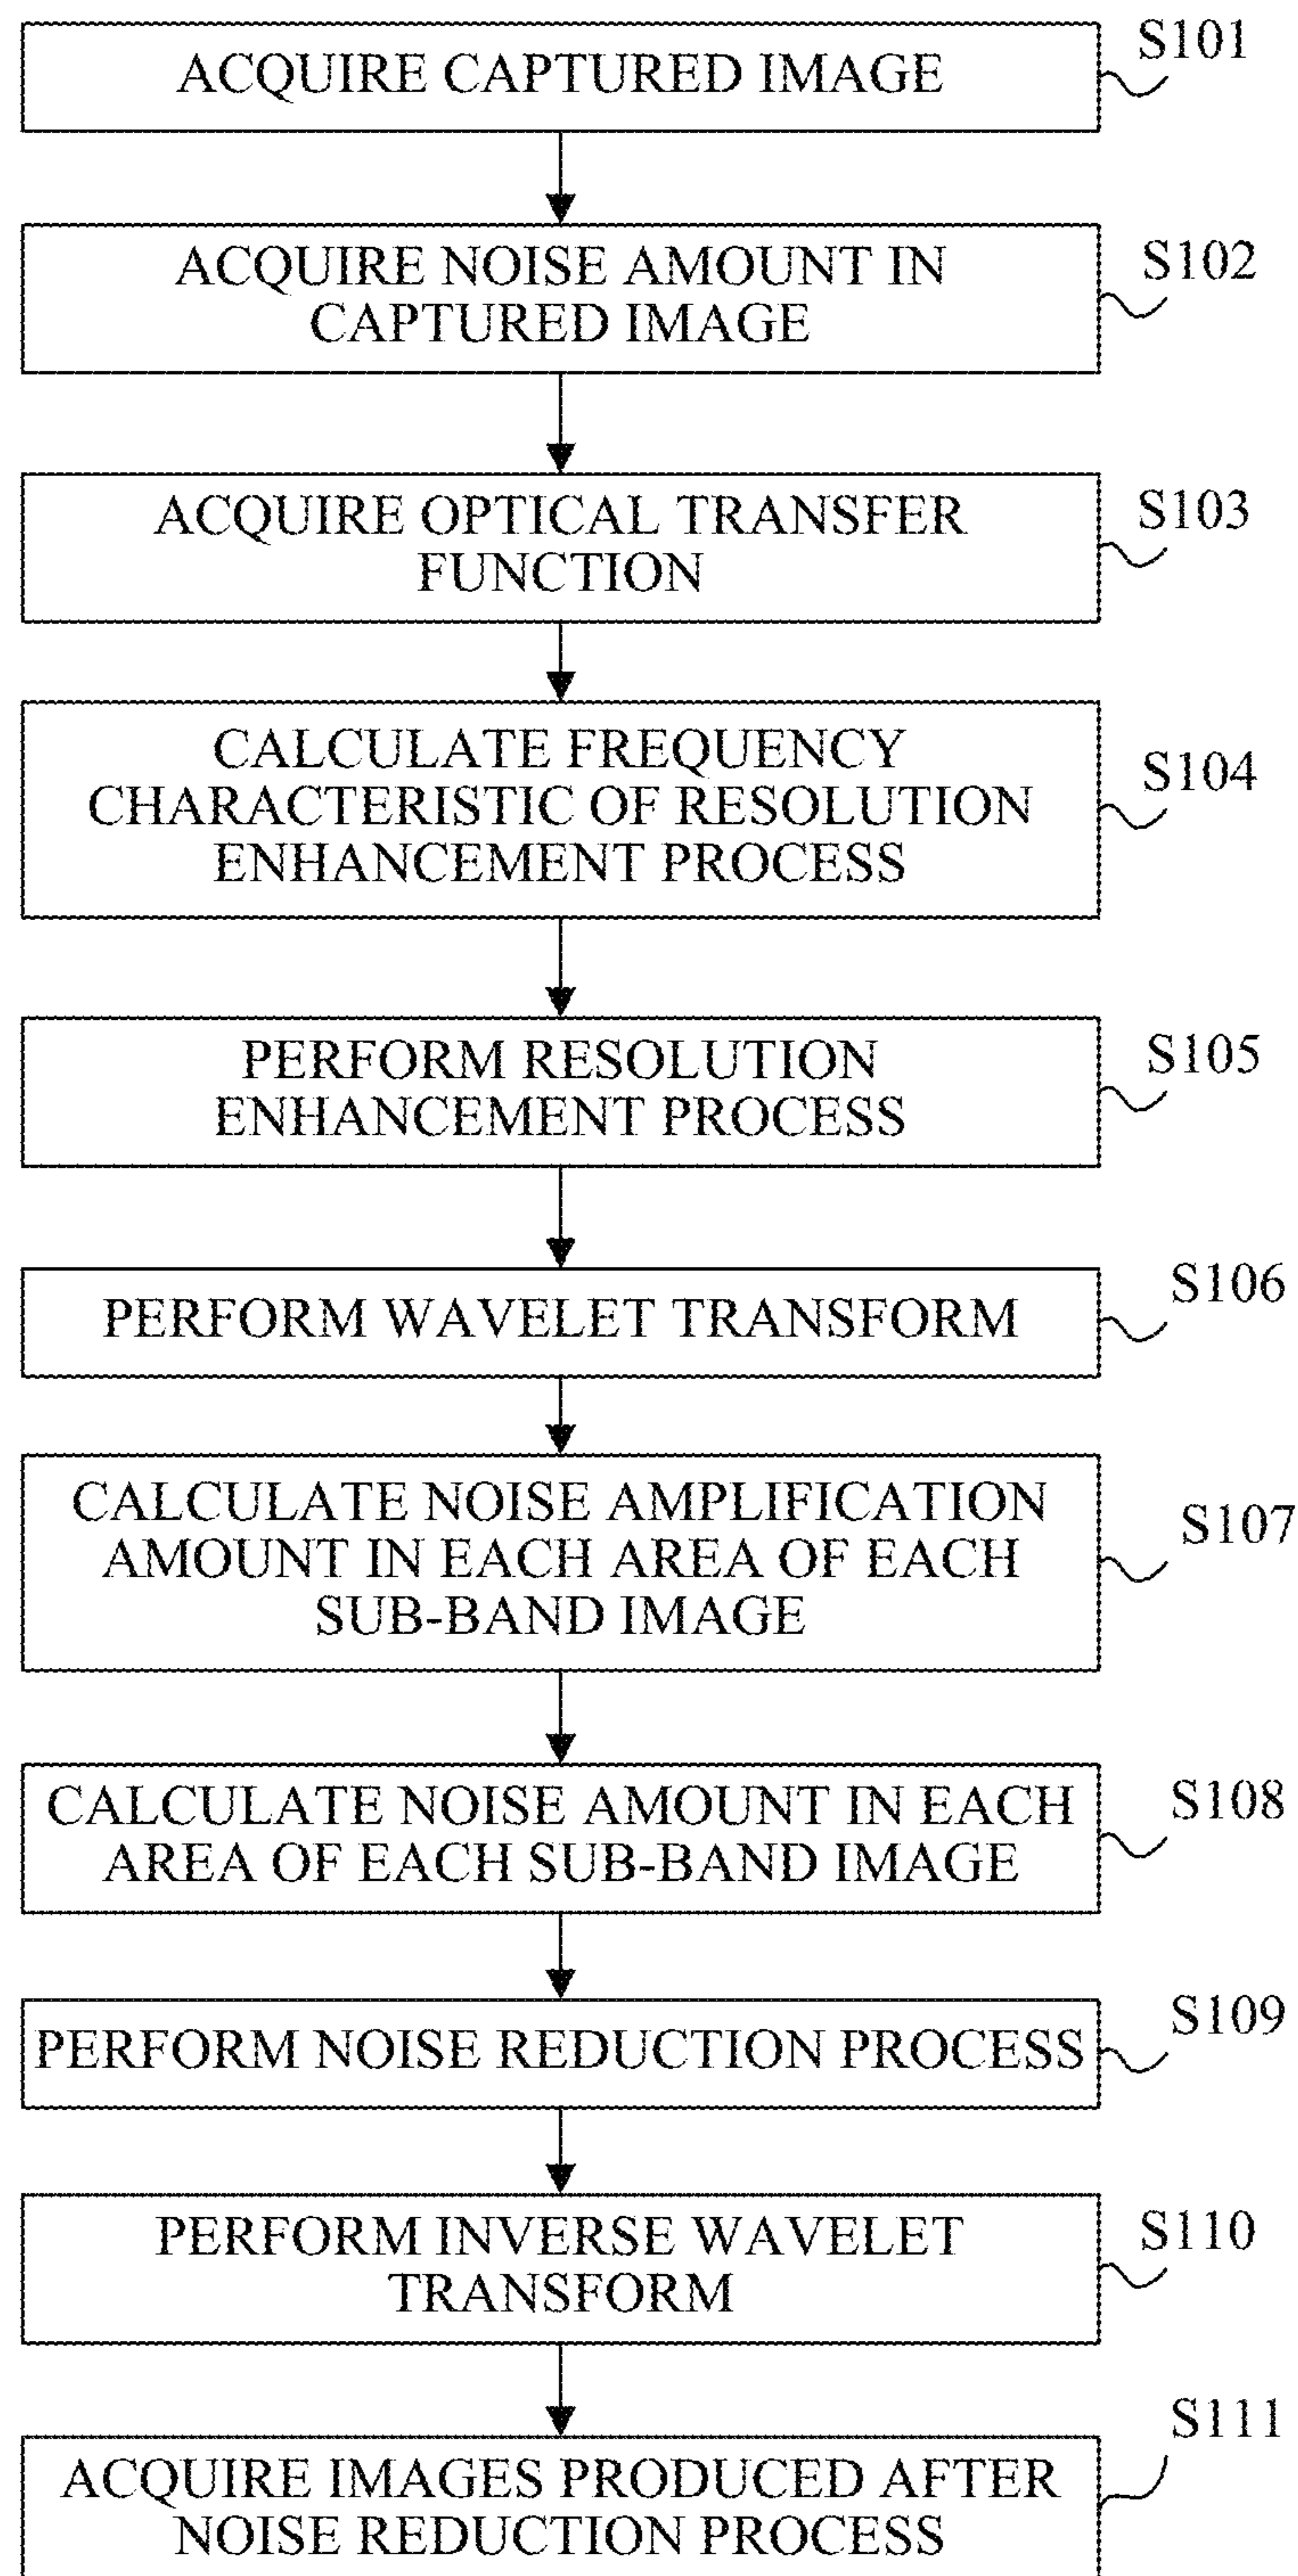 S101
ACQUIRE CAPTURED IMAGE
S102
ACQUIRE NOISE AMOUNT IN
CAPTURED IMAGE
S103
ACQUIRE OPTICAL TRANSFER
FUNCTION
S104
CALCULATE FREQUENCY
CHARACTERISTIC OF RESOLUTION
ENHANCEMENT PROCESS
S105
PERFORM RESOLUTION
ENHANCEMENT PROCESS
S106
PERFORM WAVELET TRANSFORM
S107
CALCULATE NOISE AMPLIFICATION
AMOUNT IN EACH AREA OF EACH
SUB-BAND IMAGE
S108
CALCULATE NOISE AMOUNT IN EACH
AREA OF EACH SUB-BAND IMAGE
S109
PERFORM NOISE REDUCTION PROCESS
S110
PERFORM INVERSE WAVELET
TRANSFORM
S111
ACQUIRE IMAGES PRODUCED AFTER
NOISE REDUCTION PROCESS